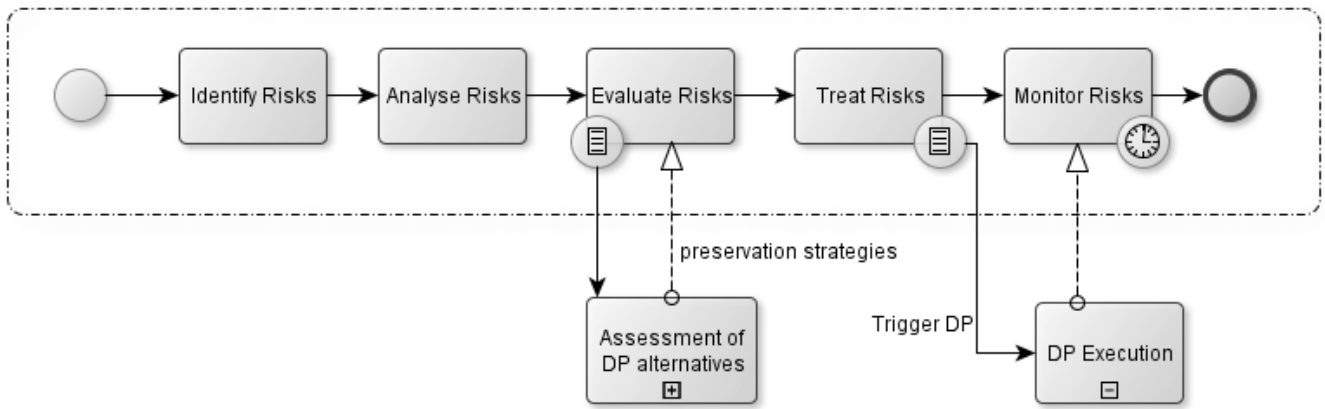 Identify Risks
Analyse Risks
Evaluate Risks
Treat Risks
Monitor Risks
preservation strategies
Trigger DP
Assessment of
DP alternatives
DP Execution